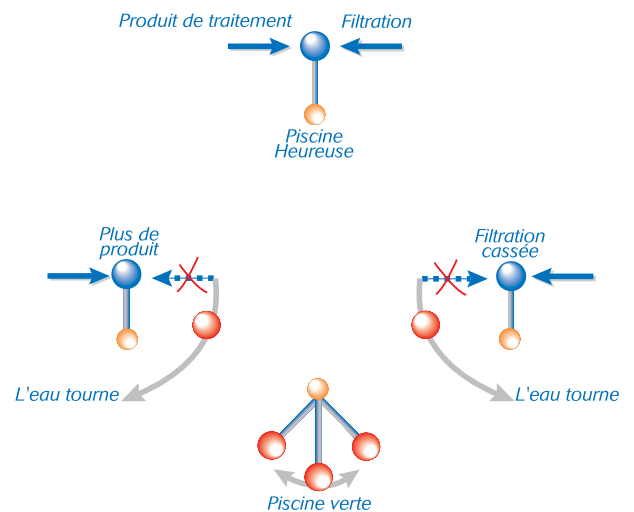 Produit de traitement
Filtration
Piscine
Heureuse
Plus de
produit
Filtration
cassée
L'eau tourne
L'eau tourne
Piscine verte